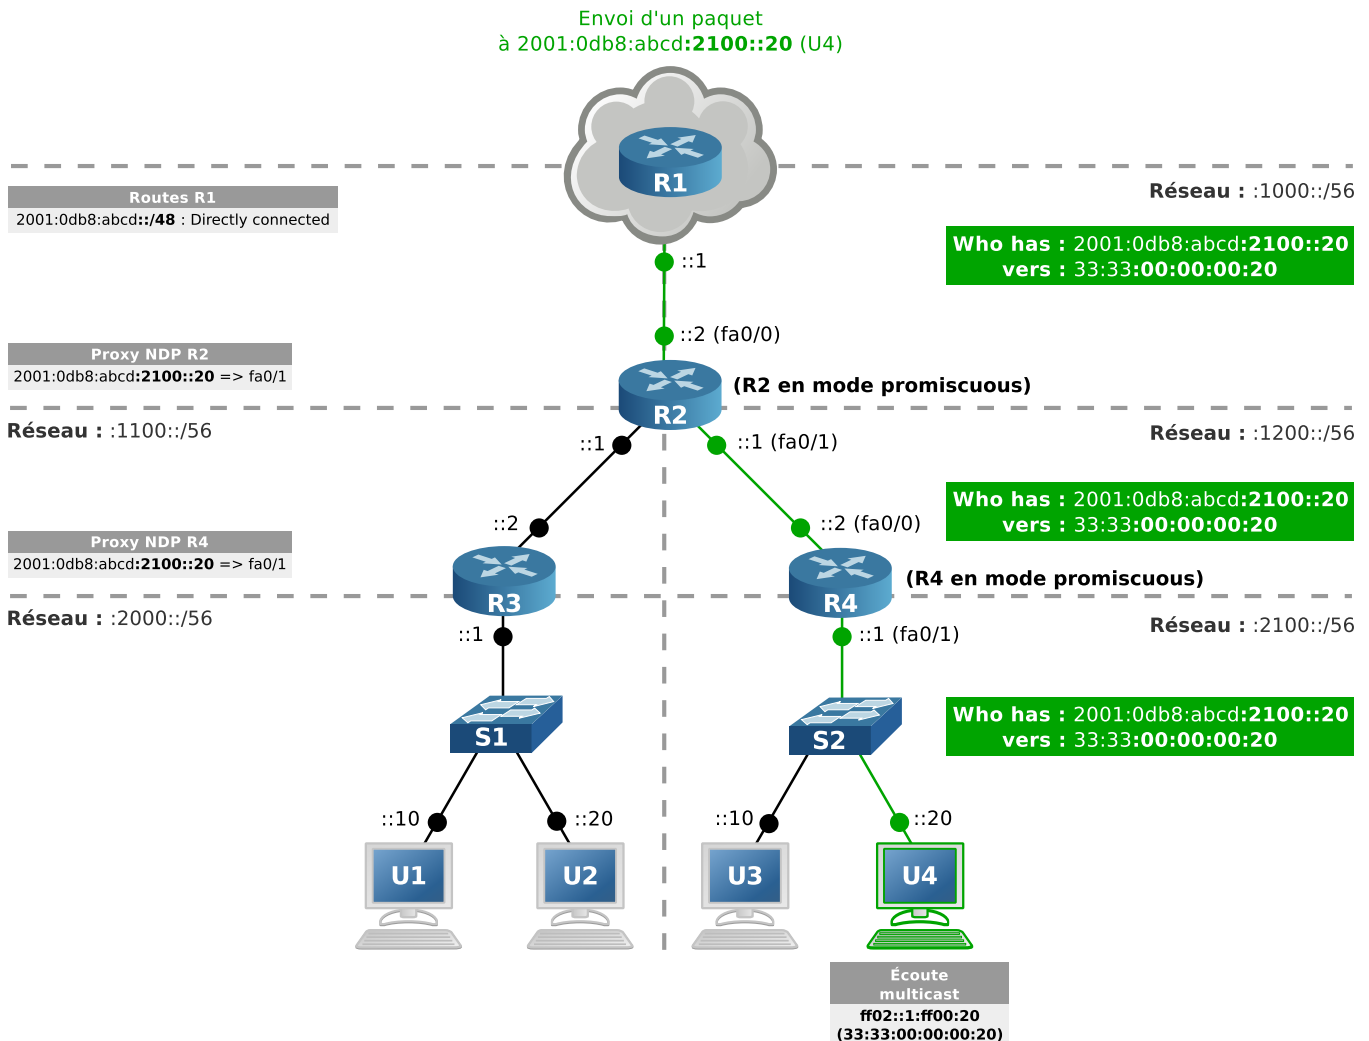 Envoi d'un paquet
à 2001:0db8:abcd:2100::20 (U4)
R1
Routes R1
2001:0db8:abcd::/48 : Directly connected
Réseau : :1000::/56
Who has : 2001:0db8:abcd:2100::20
vers : 33:33:00:00:00:20
::1
::2 (fa0/0)
Proxy NDP R2
2001:0db8:abcd:2100::20 => fa0/1
R2
(R2 en mode promiscuous)
Réseau : :1100::/56
Réseau : :1200::/56
::1
::1 (fa0/1)
Who has : 2001:0db8:abcd:2100::20
vers : 33:33:00:00:00:20
::2
::2 (fa0/0)
Proxy NDP R4
2001:0db8:abcd:2100::20 => fa0/1
R3
R4
(R4 en mode promiscuous)
Réseau : :2000::/56
Réseau : :2100::/56
::1
::1 (fa0/1)
S1
S2
Who has : 2001:0db8:abcd:2100::20
vers : 33:33:00:00:00:20
::10
::20
::10
::20
U1
U2
U3
U4
Écoute
multicast
ff02::1:ff00:20
(33:33:00:00:00:20)